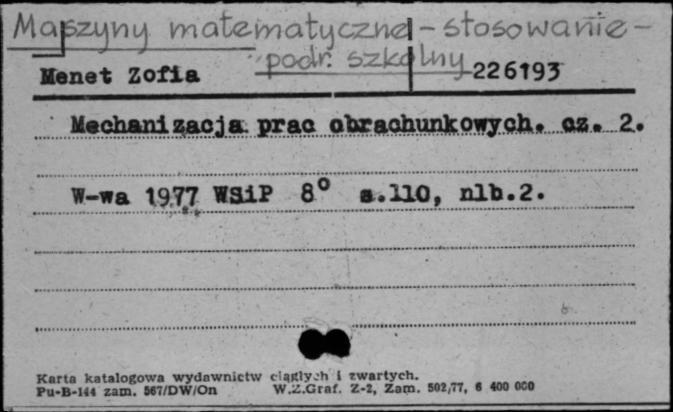 Maszyny matematyczne - stosowanie -
podr. szkolny
Menet Zofia 226193
Mechanizacja prac obrachunkowych. cz. 2.
W-wa 1977 WSiP 8° s.110, nlb.2.
6.
Karta katalogowa wydawnictw ciągłych i zwartych.
Pu-B-144 zam. 567/DW/On W.Z.Graf. Z-2, Zam. 502/77, 6 400 000